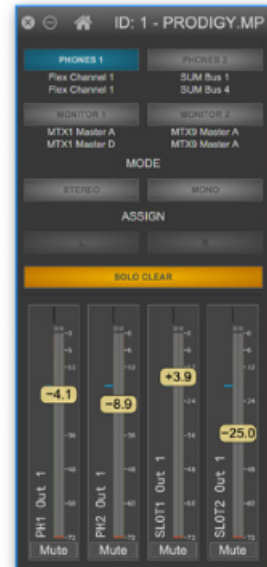 ID: 1 - PRODIGY.MP
PHONES 1 PHONES 2
Flex Channel 1 SUM Bus 1
Flex Channel 1 SUM Bus 4
MONITOR 1 MONITOR 2
MTX1 Master A MTX9 Master A
MTX1 Master D MTX9 Master A
MODE
STEREO MONO
ASSIGN
L R
SOLO CLEAR
-4.1 -8.9 +3.9 -25.0
PH1 Out 1 PH2 Out 1 SLOT1 Out 1 SLOT2 Out 1
Mute Mute Mute Mute